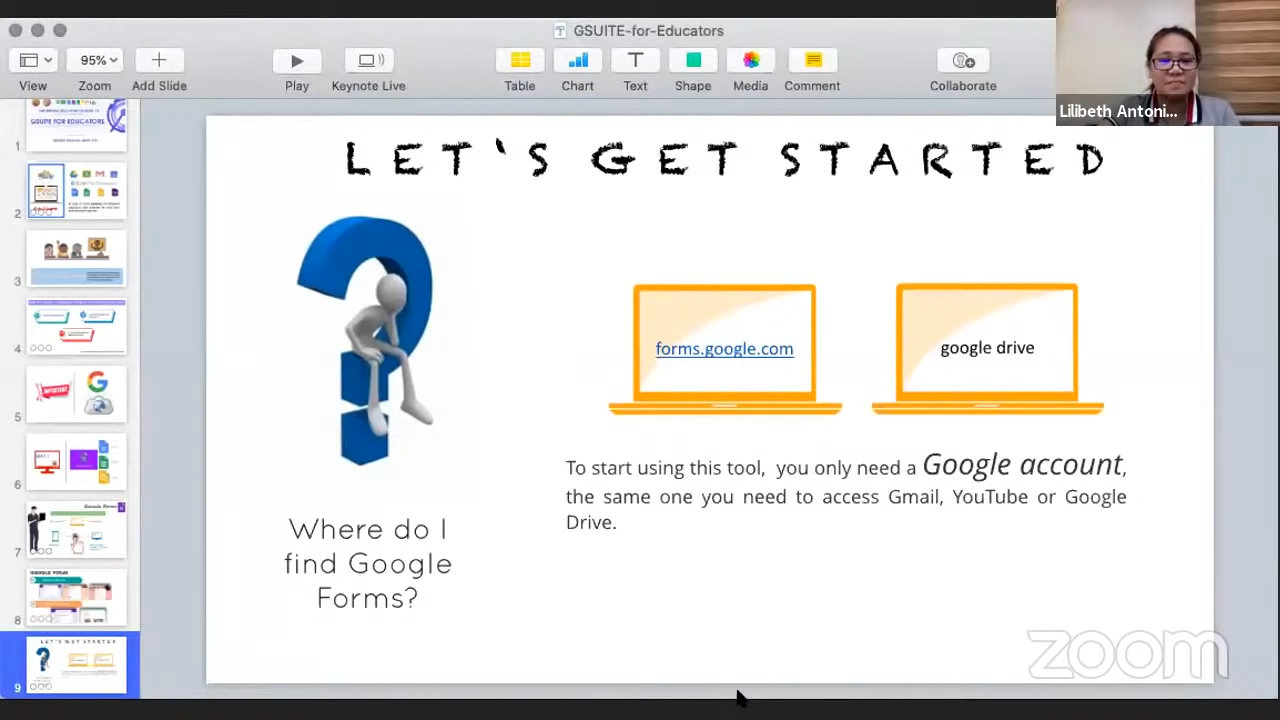 GSUITE-for-Educators
95%
View
Zoom
Add Slide
Play
Keynote Live
Table
Chart
Text
Shape
Media
Comment
Collaborate
Lilibeth Antoni...
GSUITE FOR EDUCATORS
1
2
3
4
5
6
7
8
9
IMPORTANT
Google Forms
GOOGLE FORMS
LET'S GET STARTED
LET'S GET STARTED
forms.google.com
google drive
To start using this tool, you only need a Google account,
the same one you need to access Gmail, YouTube or Google
Drive.
Where do I
find Google
Forms?
zoom